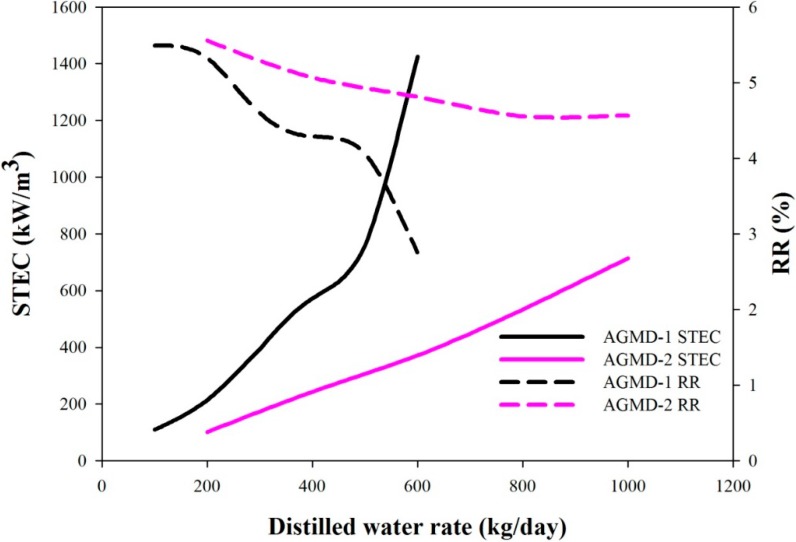 1600
1400
1200
1000
800
600
400
200
0
STEC (kW/m3)
6
5
4
3
2
1
0
RR (%)
AGMD-1 STEC
AGMD-2 STEC
AGMD-1 RR
AGMD-2 RR
0 200 400 600 800 1000 1200
Distilled water rate (kg/day)